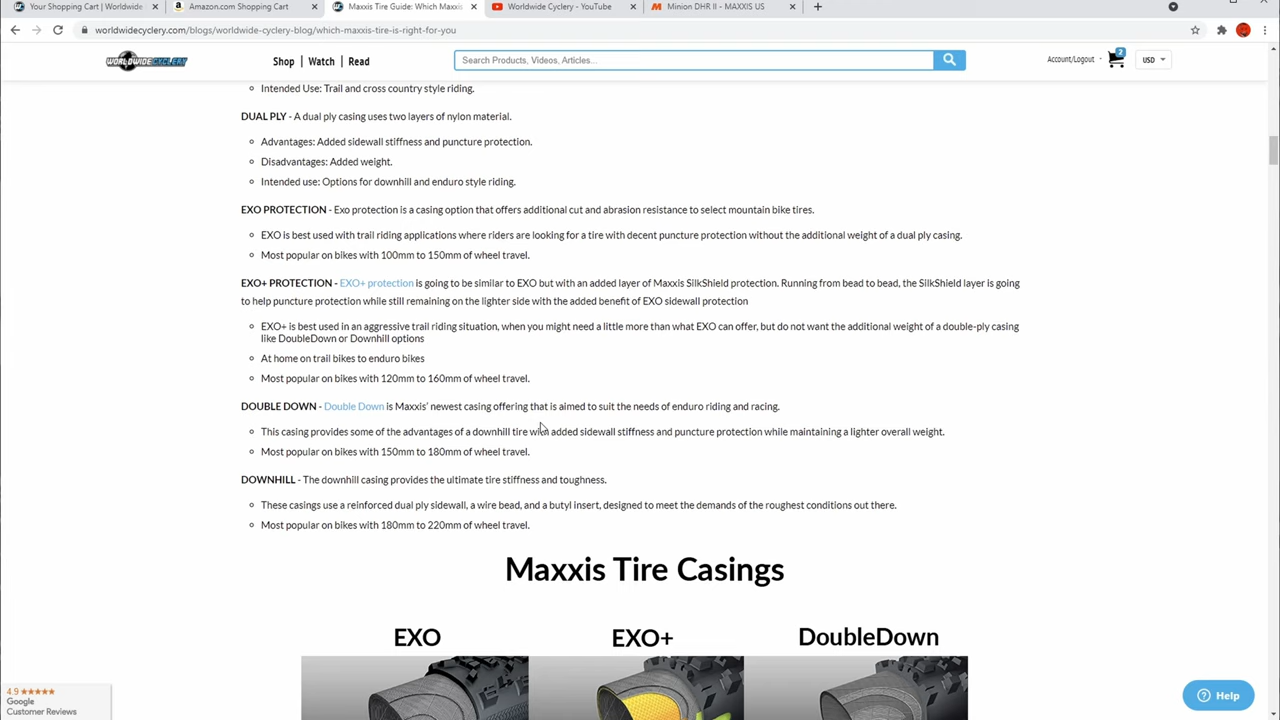 Your Shopping Cart | Worldwide
Amazon.com Shopping Cart
Maxxis Tire Guide: Which Maxxis
Worldwide Cyclery - YouTube
Minion DHR II - MAXXIS US
worldwidecyclery.com/blogs/worldwide-cyclery-blog/which-maxxis-tire-is-right-for-you
WORLDWIDE CYCLERY
Shop | Watch | Read
Search Products, Videos, Articles...
Account/Logout
2
USD
Intended Use: Trail and cross country style riding.
DUAL PLY - A dual ply casing uses two layers of nylon material.
Advantages: Added sidewall stiffness and puncture protection.
Disadvantages: Added weight.
Intended use: Options for downhill and enduro style riding.
EXO PROTECTION - Exo protection is a casing option that offers additional cut and abrasion resistance to select mountain bike tires.
EXO is best used with trail riding applications where riders are looking for a tire with decent puncture protection without the additional weight of a dual ply casing.
Most popular on bikes with 100mm to 150mm of wheel travel.
EXO+ PROTECTION - EXO+ protection is going to be similar to EXO but with an added layer of Maxxis SilkShield protection. Running from bead to bead, the SilkShield layer is going
to help puncture protection while still remaining on the lighter side with the added benefit of EXO sidewall protection
EXO+ is best used in an aggressive trail riding situation, when you might need a little more than what EXO can offer, but do not want the additional weight of a double-ply casing
like DoubleDown or Downhill options
At home on trail bikes to enduro bikes
Most popular on bikes with 120mm to 160mm of wheel travel.
DOUBLE DOWN - Double Down is Maxxis' newest casing offering that is aimed to suit the needs of enduro riding and racing.
This casing provides some of the advantages of a downhill tire with added sidewall stiffness and puncture protection while maintaining a lighter overall weight.
Most popular on bikes with 150mm to 180mm of wheel travel.
DOWNHILL - The downhill casing provides the ultimate tire stiffness and toughness.
These casings use a reinforced dual ply sidewall, a wire bead, and a butyl insert, designed to meet the demands of the roughest conditions out there.
Most popular on bikes with 180mm to 220mm of wheel travel.
Maxxis Tire Casings
EXO
EXO+
DoubleDown
4.9 ★★★★★
Google
Customer Reviews
Help